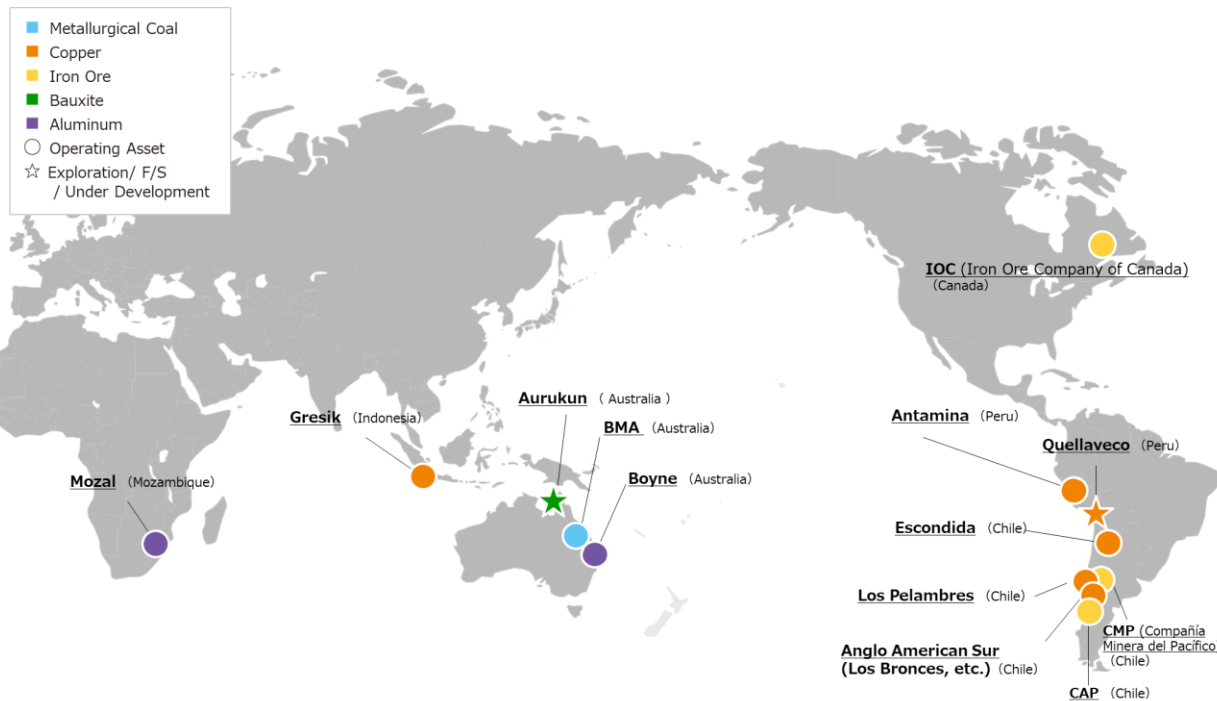 Metallurgical Coal
Copper
Iron Ore
Bauxite
Aluminum
Operating Asset
Exploration/ F/S
/ Under Development
IOC (Iron Ore Company of Canada)
（Canada）
Aurukun （ Australia ）
Gresik （Indonesia）
BMA （Australia）
Antamina （Peru）
Quellaveco （Peru）
Mozal （Mozambique）
Boyne （Australia）
Escondida （Chile）
Los Pelambres （Chile）
CMP (Compañía
Minera del Pacífico)
（Chile）
Anglo American Sur
(Los Bronces, etc.) （Chile）
CAP （Chile）